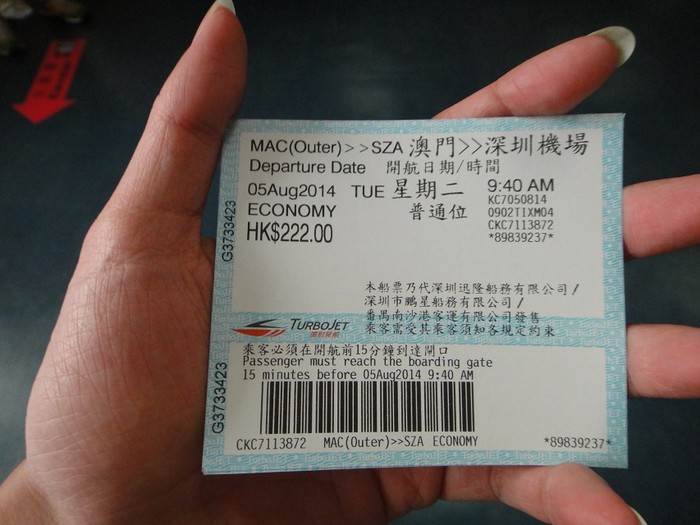 MAC(Outer)>>SZA 澳門>>深圳機場
Departure Date 開航日期/時間
05Aug2014 TUE 星期二 9:40 AM
KC7050814
ECONOMY 普通位 0902TIXM04
CKC7113872
HK$222.00 *89839237*
G3733423
本船票乃代深圳迅隆船務有限公司/
深圳市鹏星船務有限公司/
番禺南沙港客運有限公司發售
乘客需受其乘客須知各規定約束
TURBOJET
噴射飛航
乘客必須在開航前15分鐘到達閘口
Passenger must reach the boarding gate
15 minutes before 05Aug2014 9:40 AM
G3733423
CKC7113872 MAC(Outer)>>SZA ECONOMY *89839237*